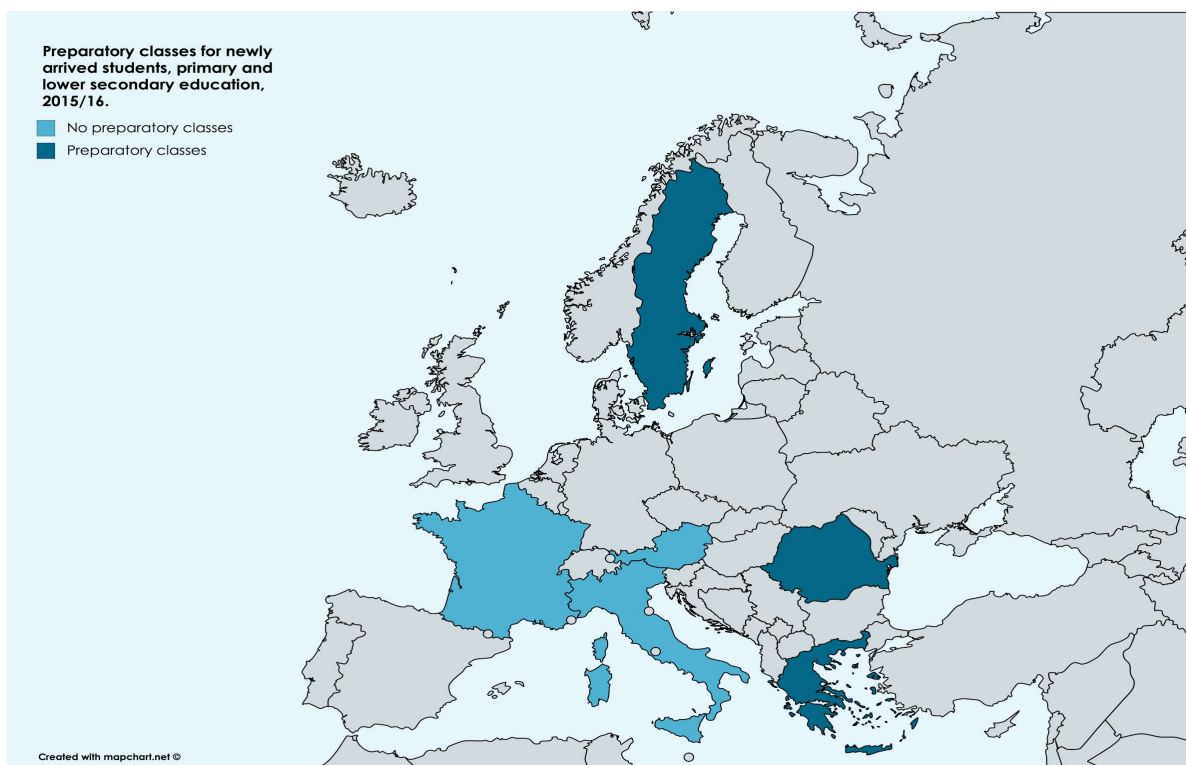 Preparatory classes for newly
arrived students, primary and
lower secondary education,
2015/16.
No preparatory classes
Preparatory classes
Created with mapchart.net ©